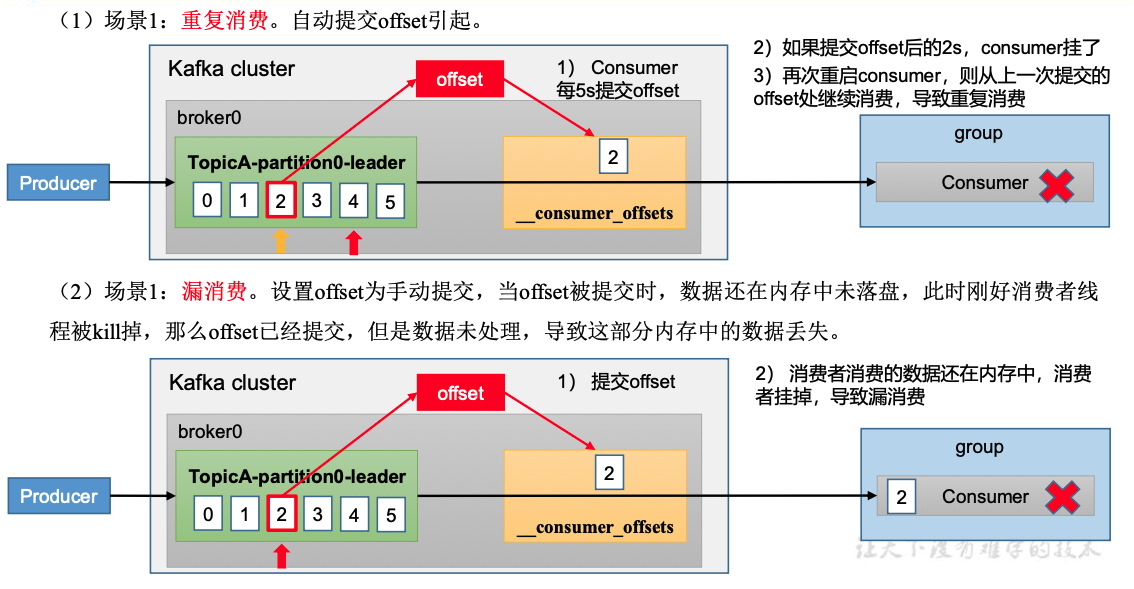 （1）场景1：重复消费。自动提交offset引起。
Kafka cluster
offset
1） Consumer
每5s提交offset
2）如果提交offset后的2s，consumer挂了
3）再次重启consumer，则从上一次提交的
offset处继续消费，导致重复消费
broker0
TopicA-partition0-leader
0 1 2 3 4 5
2
__consumer_offsets
Producer
group
Consumer
（2）场景1：漏消费。设置offset为手动提交，当offset被提交时，数据还在内存中未落盘，此时刚好消费者线
程被kill掉，那么offset已经提交，但是数据未处理，导致这部分内存中的数据丢失。
Kafka cluster
offset
1） 提交offset
2） 消费者消费的数据还在内存中，消费
者挂掉，导致漏消费
broker0
TopicA-partition0-leader
0 1 2 3 4 5
2
__consumer_offsets
Producer
group
2 Consumer
让天下没有难学的技术